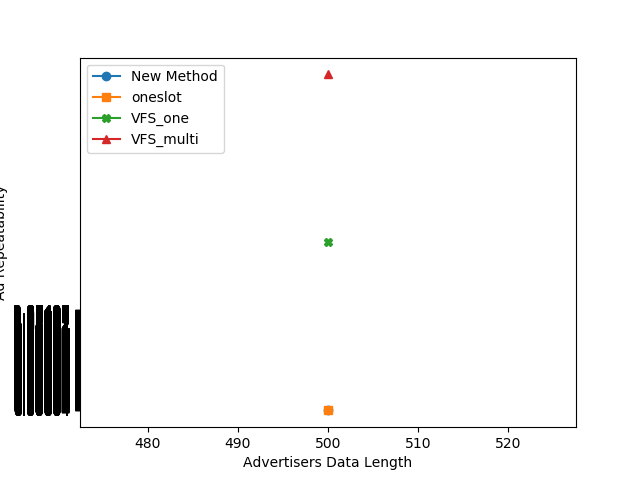 New Method
oneslot
VFS_one
VFS_multi
Ad Repeatability
480 490 500 510 520
Advertisers Data Length